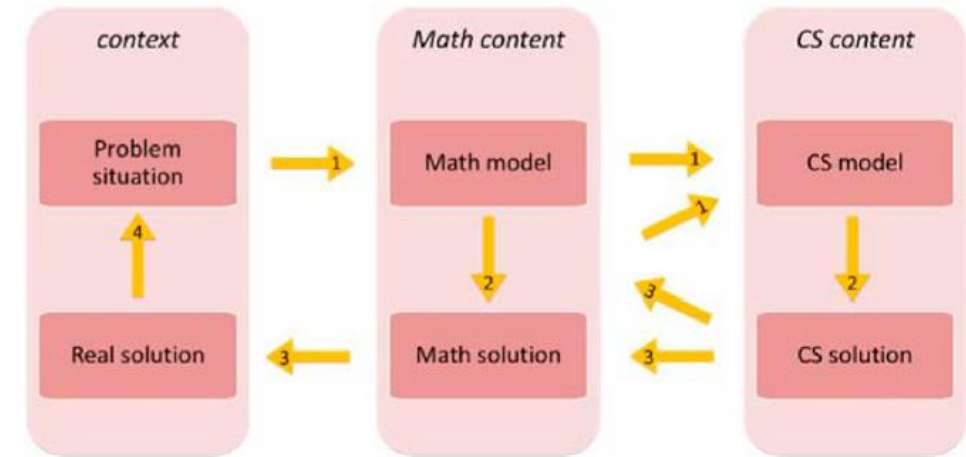 context
Math content
CS content
Problem
situation
1
Math model
1
CS model
1
4
2
2
3
Real solution
3
Math solution
3
CS solution